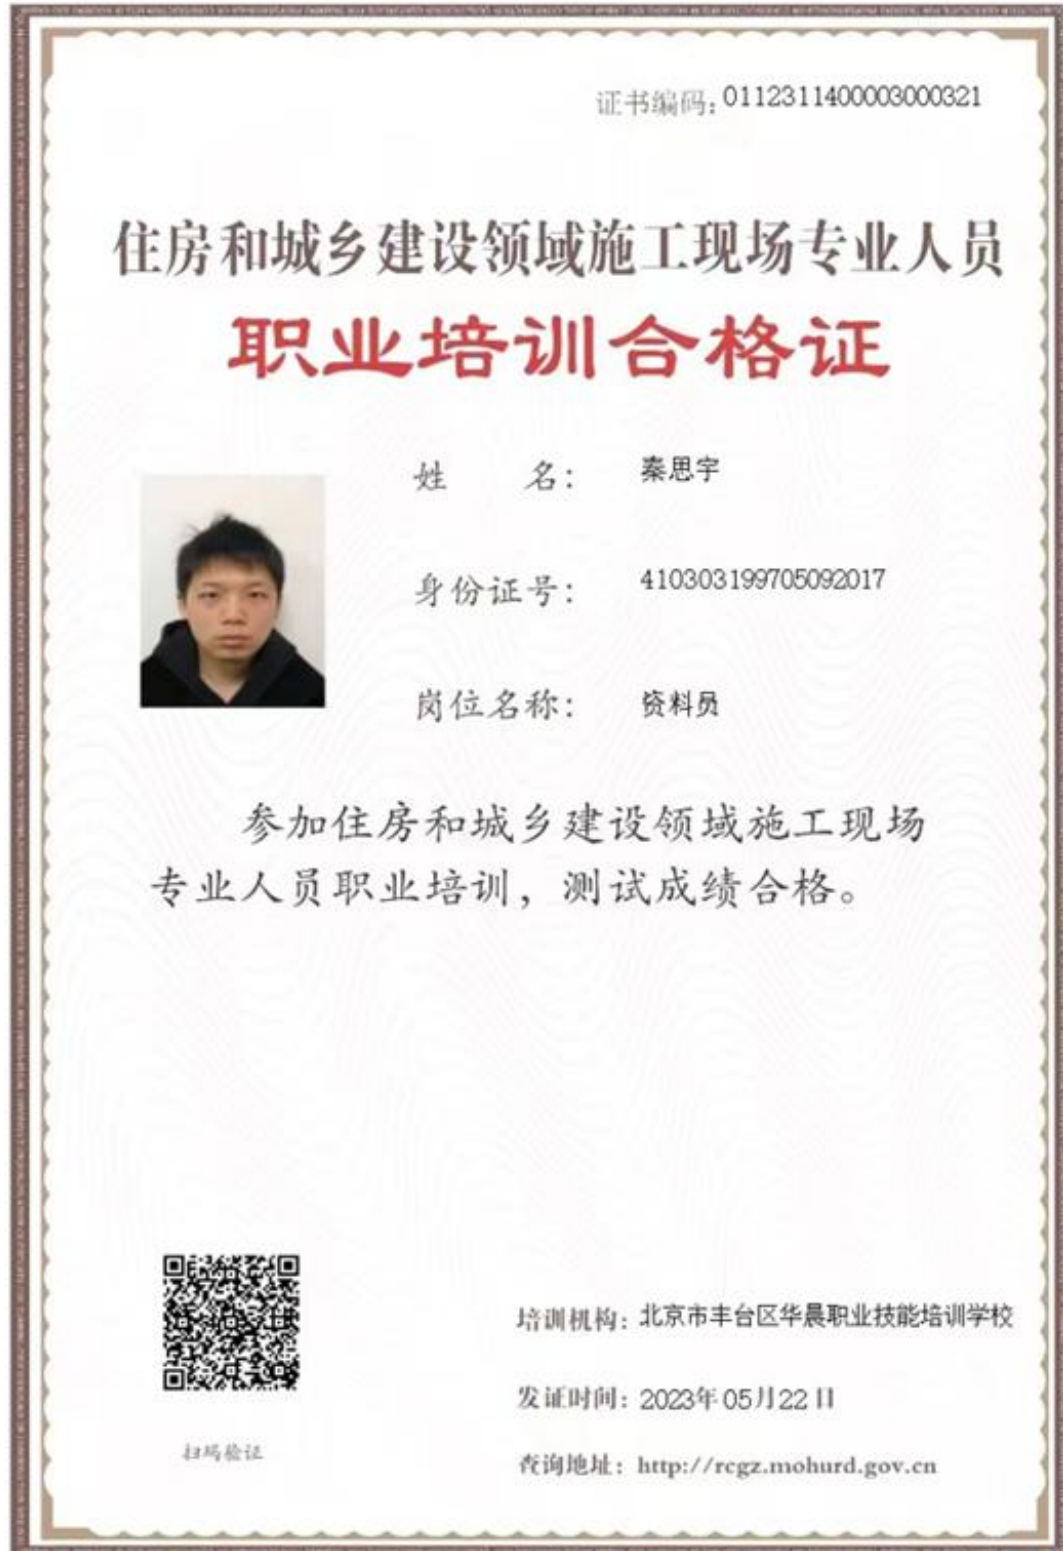 证书编码：0112311400003000321
住房和城乡建设领域施工现场专业人员
职业培训合格证
姓 名： 秦思宇
身份证号： 410303199705092017
岗位名称： 资料员
参加住房和城乡建设领域施工现场
专业人员职业培训，测试成绩合格。
培训机构：北京市丰台区华晨职业技能培训学校
发证时间：2023年05月22日
扫码验证
查询地址：http://rcgz.mohurd.gov.cn